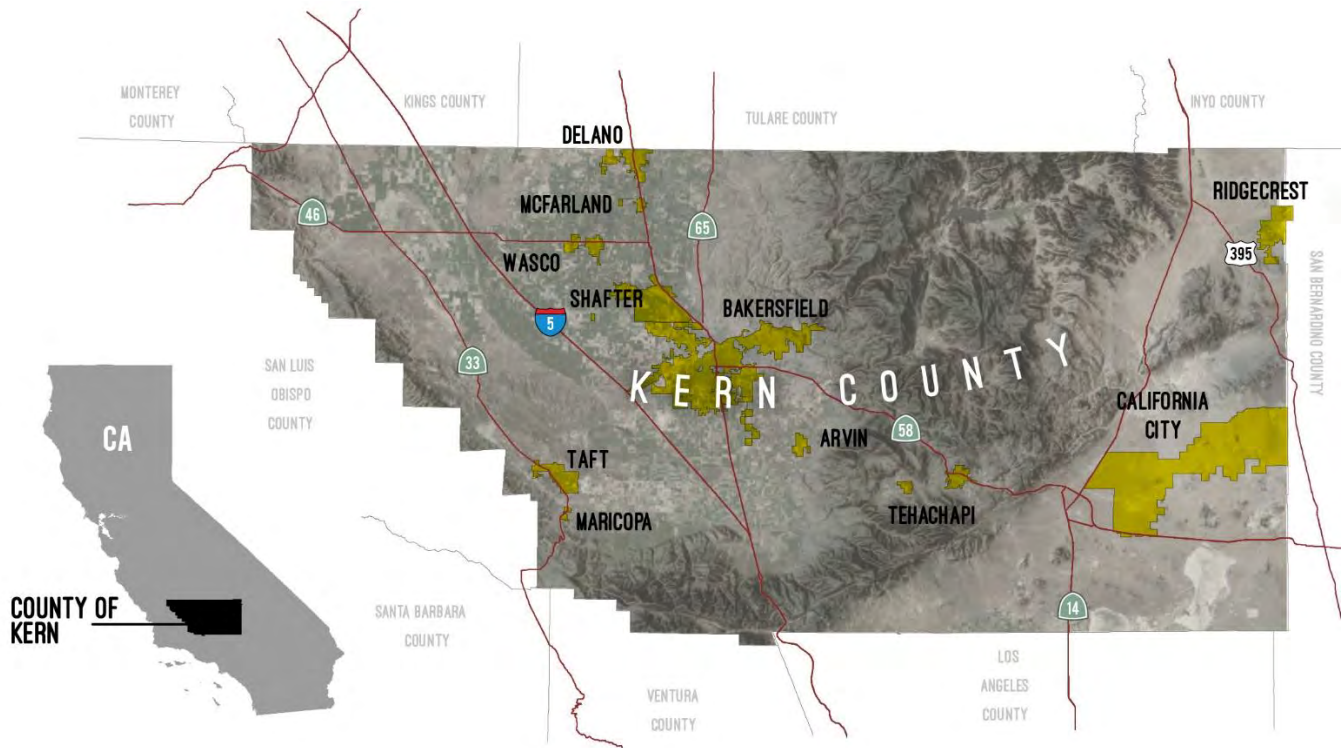 MONTEREY
COUNTY
KINGS COUNTY
TULARE COUNTY
INYO COUNTY
DELANO
MCFARLAND
RIDGECREST
46
65
395
WASCO
SHAFTER
BAKERSFIELD
5
SAN BERNARDINO COUNTY
33
SAN LUIS
OBISPO
COUNTY
KERN COUNTY
CALIFORNIA
CITY
CA
ARVIN
58
TAFT
TEHACHAPI
MARICOPA
COUNTY OF
KERN
SANTA BARBARA
COUNTY
14
LOS
ANGELES
COUNTY
VENTURA
COUNTY